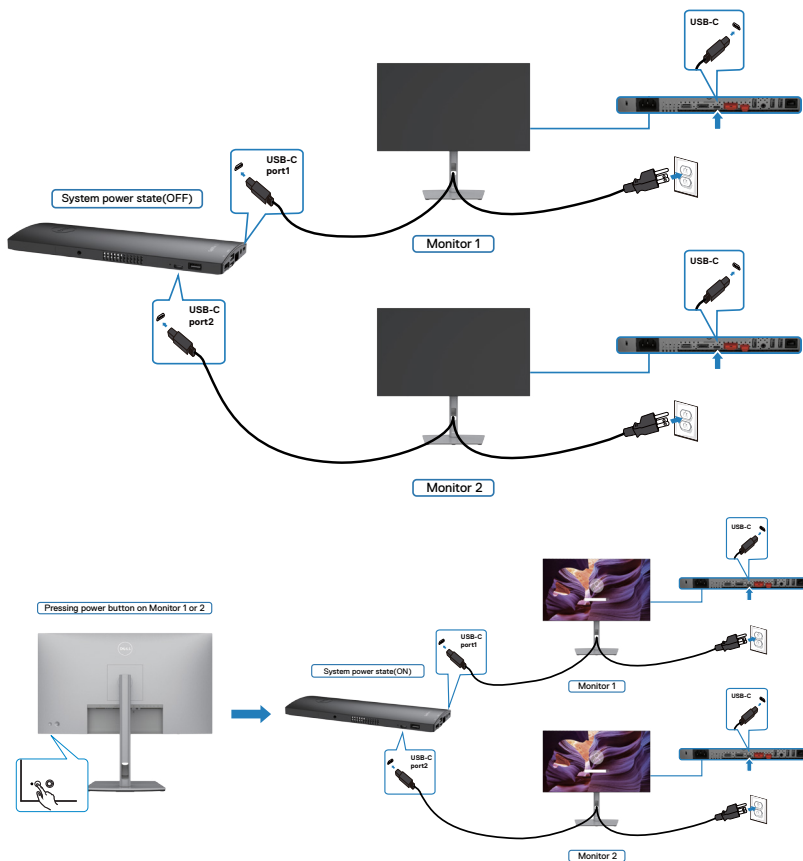 USB-C
USB-C
port1
System power state(OFF)
Monitor 1
USB-C
USB-C
port2
Monitor 2
USB-C
Pressing power button on Monitor 1 or 2
USB-C
port1
DELL
System power state(ON)
Monitor 1
USB-C
USB-C
port2
Monitor 2